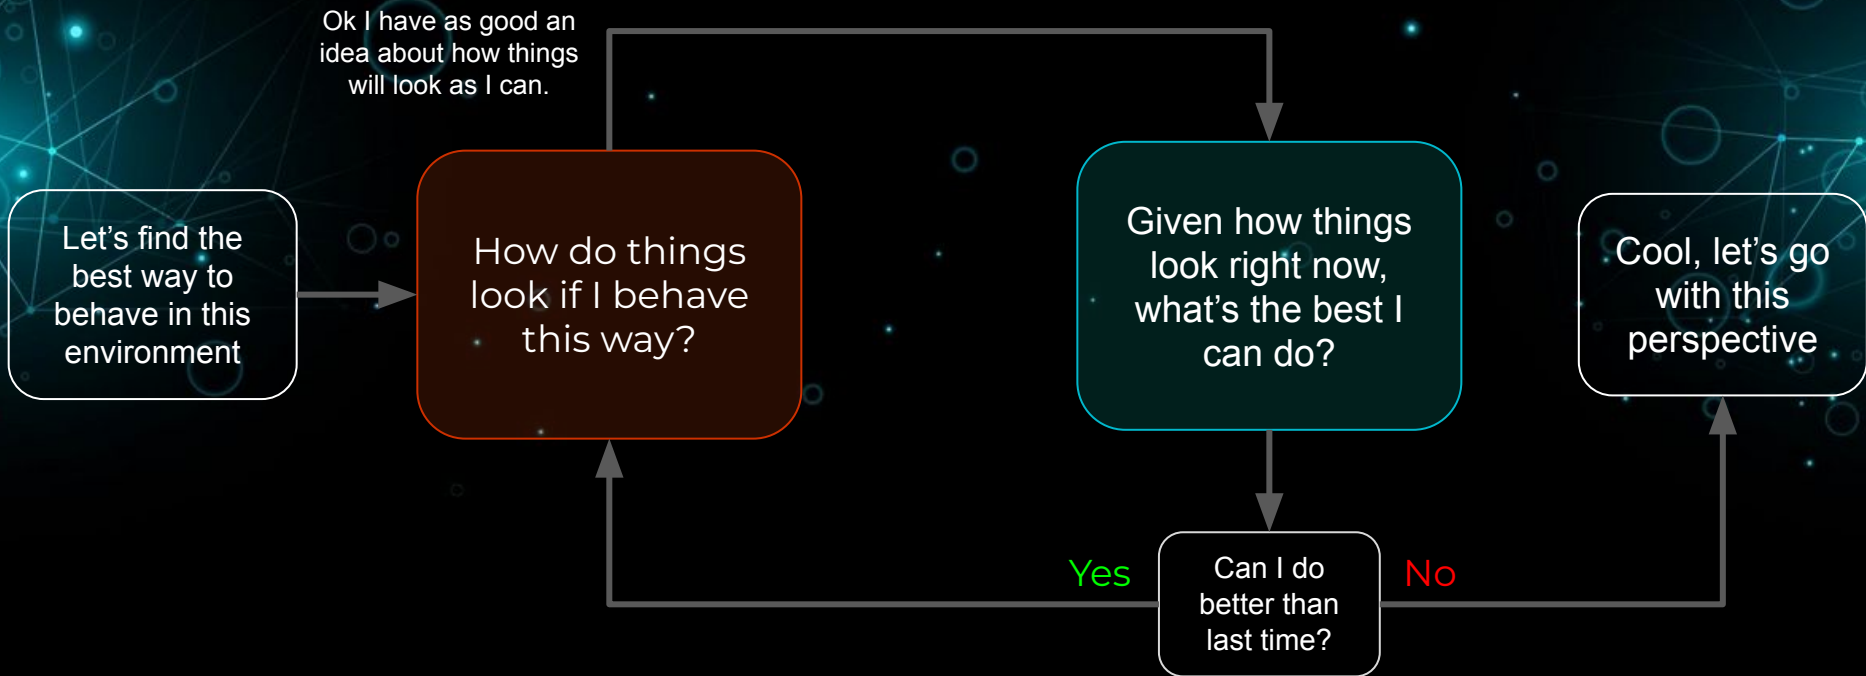 Ok I have as good an
idea about how things
will look as I can.
Let's find the
best way to
behave in this
environment
How do things
look if I behave
this way?
Given how things
look right now,
what's the best I
can do?
Cool, let's go
with this
perspective
Yes
Can I do
better than
last time?
No